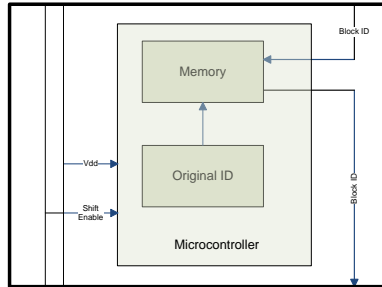 Block ID
Memory
Vdd
Original ID
Block ID
Shift
Enable
Microcontroller